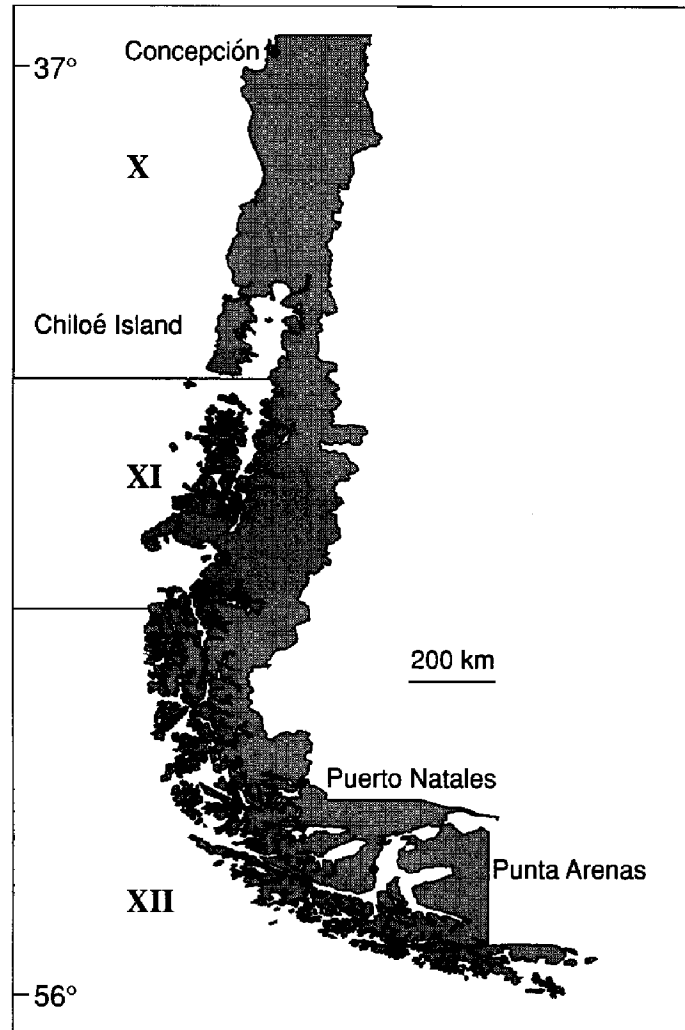 Concepción
37°
X
Chiloé Island
XI
200 km
Puerto Natales
Punta Arenas
XII
56°